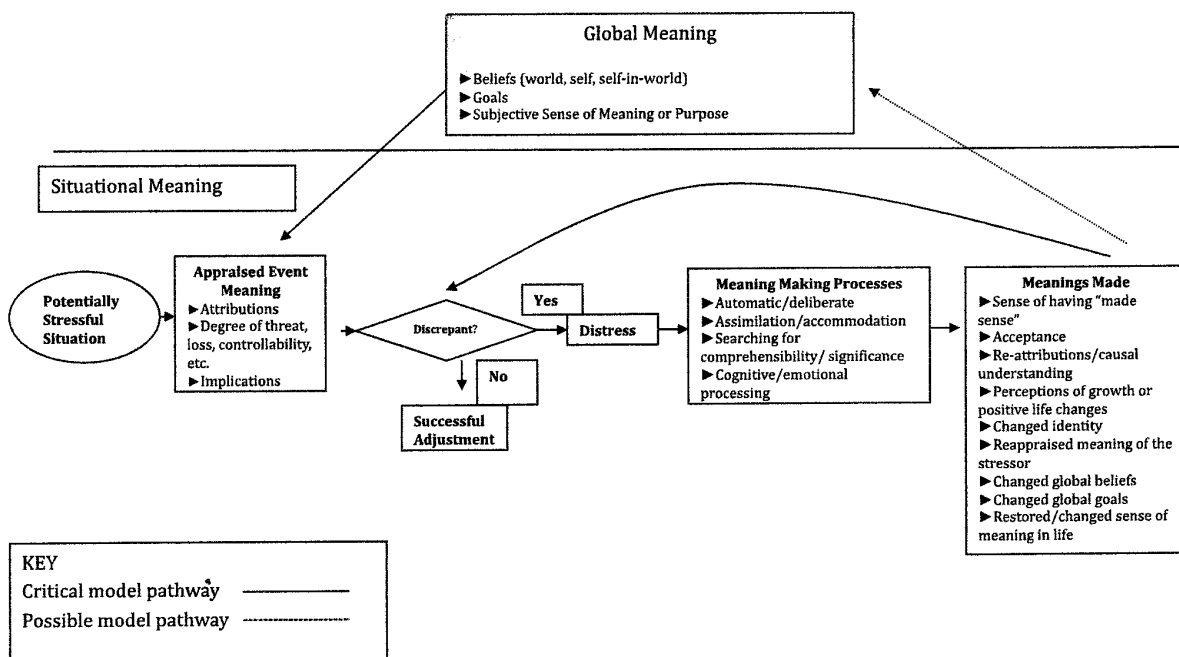 Global Meaning
►Beliefs (world, self, self-in-world)
►Goals
►Subjective Sense of Meaning or Purpose
Situational Meaning
Potentially
Stressful
Situation
Appraised Event
Meaning
►Attributions
►Degree of threat,
loss, controllability,
etc.
►Implications
Discrepant?
Yes
Distress
No
Successful
Adjustment
Meaning Making Processes
►Automatic/deliberate
►Assimilation/accommodation
►Searching for
comprehensibility/ significance
►Cognitive/emotional
processing
Meanings Made
►Sense of having “made
sense”
►Acceptance
►Re-attributions/causal
understanding
►Perceptions of growth or
positive life changes
►Changed identity
►Reappraised meaning of the
stressor
►Changed global beliefs
►Changed global goals
►Restored/changed sense of
meaning in life
KEY
Critical model pathway
Possible model pathway